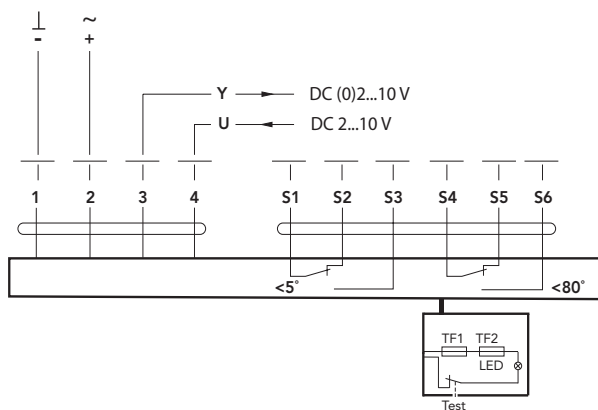 ⊥ ~
- +
Y DC (0)2...10 V
U DC 2...10 V
1 2 3 4 S1 S2 S3 S4 S5 S6
<5° <80°
TF1 TF2
LED
Test